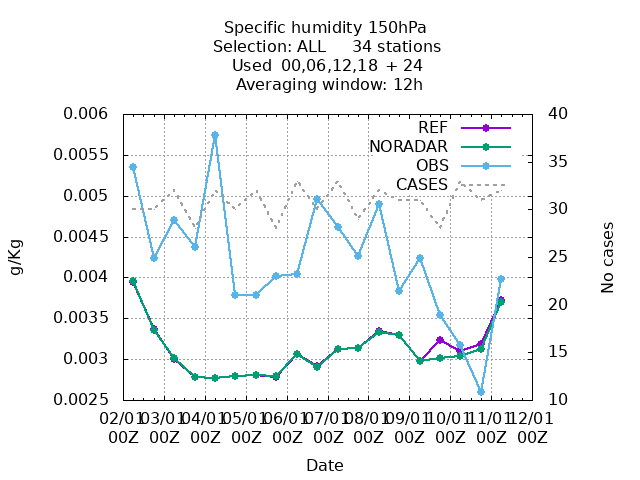 Specific humidity 150hPa
Selection: ALL 34 stations
Used 00,06,12,18 + 24
Averaging window: 12h
REF
NORADAR
OBS
CASES
0.006
0.0055
0.005
0.0045
0.004
0.0035
0.003
0.0025
g/Kg
40
35
30
25
20
15
10
No cases
02/01 03/01 04/01 05/01 06/01 07/01 08/01 09/01 10/01 11/01 12/01
00Z 00Z 00Z 00Z 00Z 00Z 00Z 00Z 00Z 00Z 00Z
Date